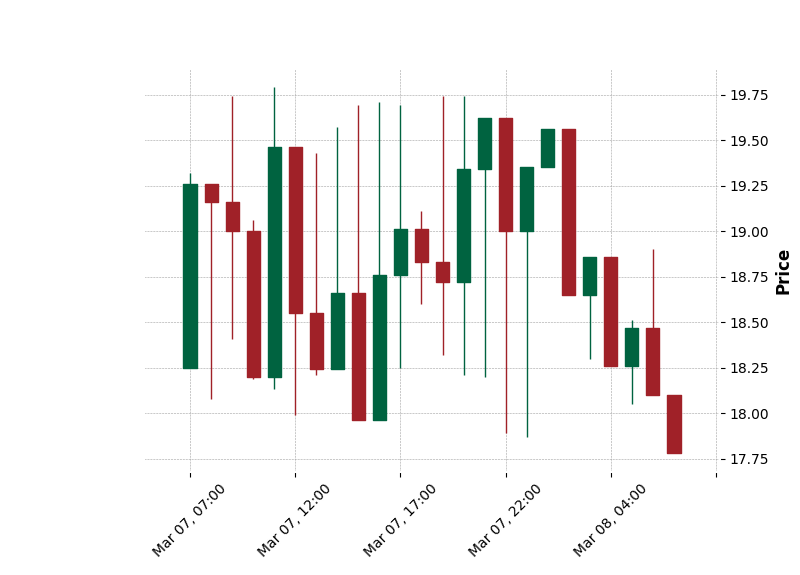 19.75
19.50
19.25
19.00
18.75
18.50
18.25
18.00
17.75
Price
Mar 07, 07:00
Mar 07, 12:00
Mar 07, 17:00
Mar 07, 22:00
Mar 08, 04:00